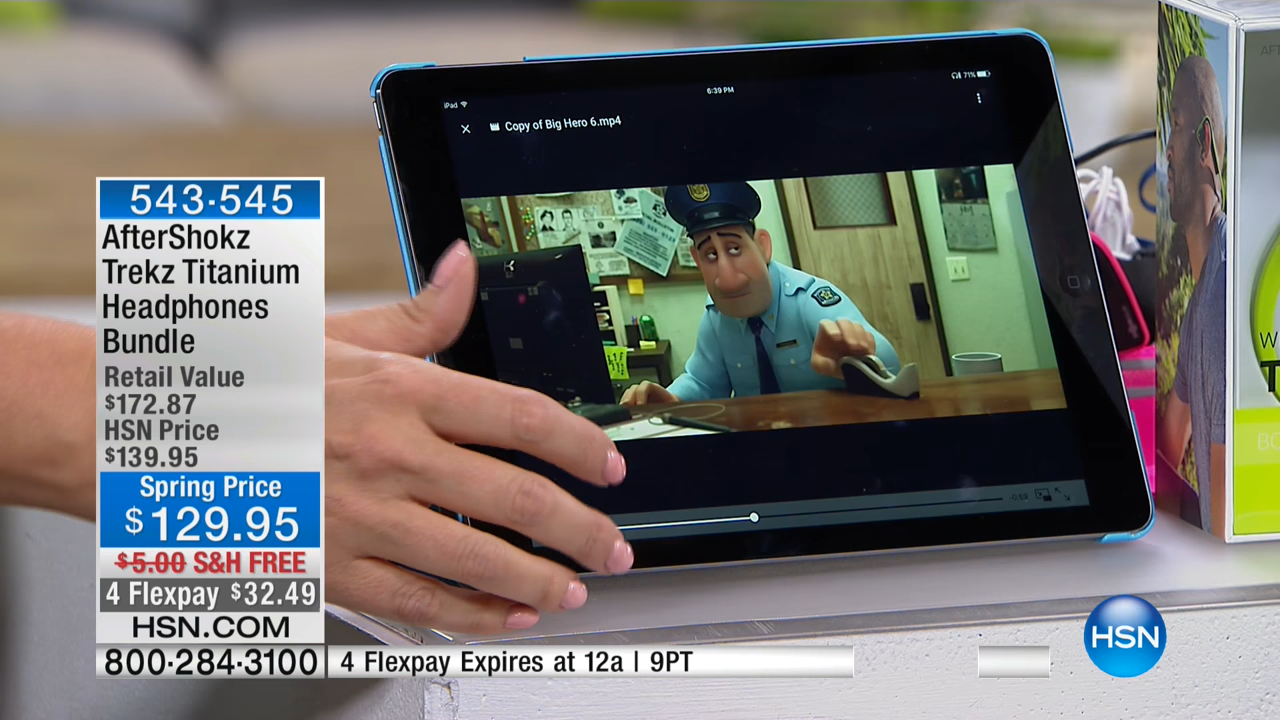 543-545
AfterShokz
Trekz Titanium
Headphones
Bundle
Retail Value
$172.87
HSN Price
$139.95
Spring Price
$129.95
$5.00 S&H FREE
4 Flexpay $32.49
HSN.COM
800-284-3100
4 Flexpay Expires at 12a | 9PT
iPad
6:39 PM
71%
Copy of Big Hero 6.mp4
-0:59
HSN